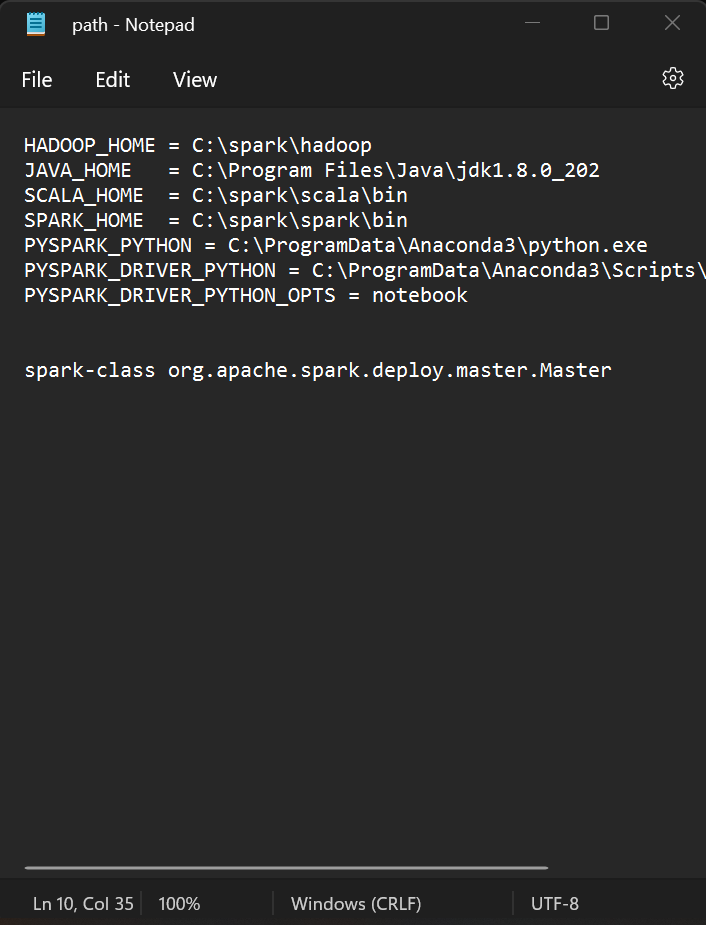 path - Notepad
File Edit View
HADOOP_HOME = C:\spark\hadoop
JAVA_HOME   = C:\Program Files\Java\jdk1.8.0_202
SCALA_HOME  = C:\spark\scala\bin
SPARK_HOME  = C:\spark\spark\bin
PYSPARK_PYTHON = C:\ProgramData\Anaconda3\python.exe
PYSPARK_DRIVER_PYTHON = C:\ProgramData\Anaconda3\Scripts\
PYSPARK_DRIVER_PYTHON_OPTS = notebook
spark-class org.apache.spark.deploy.master.Master
Ln 10, Col 35 100% Windows (CRLF) UTF-8